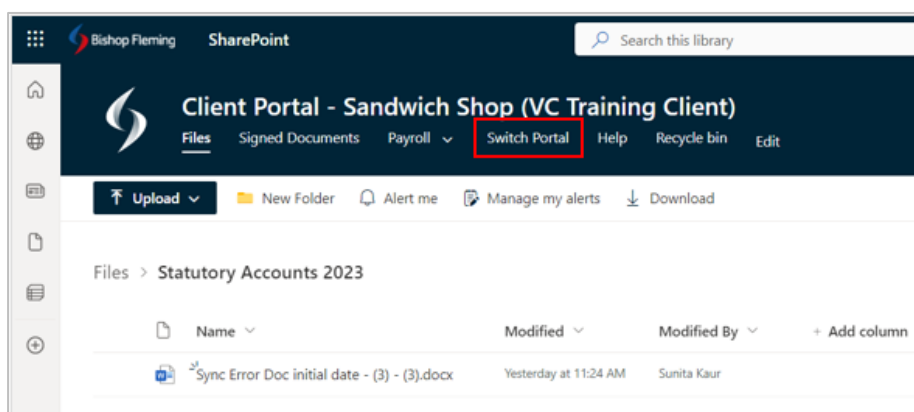 Bishop Fleming SharePoint Search this library
Client Portal - Sandwich Shop (VC Training Client)
Files Signed Documents Payroll Switch Portal Help Recycle bin Edit
Upload New Folder Alert me Manage my alerts Download
Files > Statutory Accounts 2023
Name Modified Modified By + Add column
Sync Error Doc initial date - (3) - (3).docx Yesterday at 11:24 AM Sunita Kaur